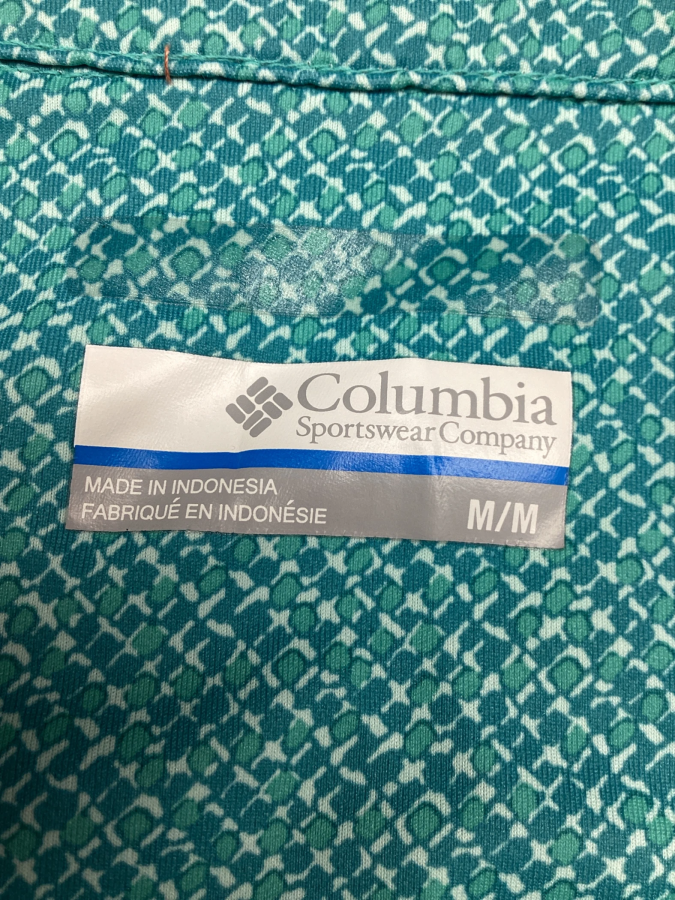 Columbia
Sportswear Company
MADE IN INDONESIA
FABRIQUÉ EN INDONÉSIE
M/M